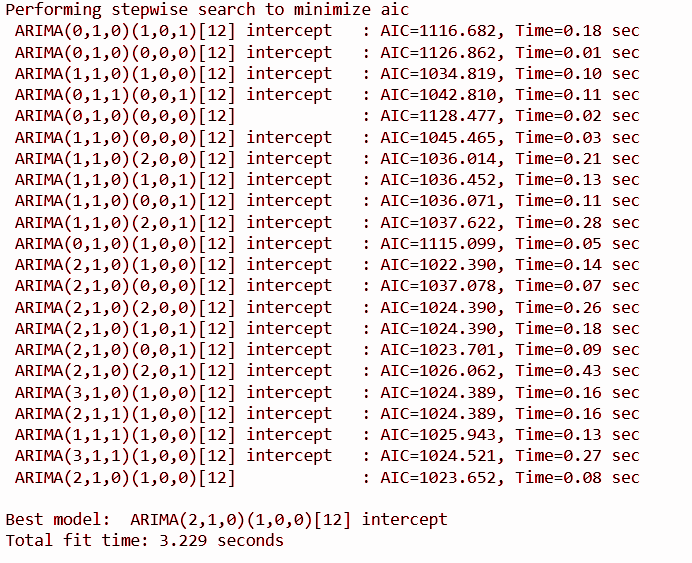 Performing stepwise search to minimize aic
 ARIMA(0,1,0)(1,0,1)[12] intercept   : AIC=1116.682, Time=0.18 sec
 ARIMA(0,1,0)(0,0,0)[12] intercept   : AIC=1126.862, Time=0.01 sec
 ARIMA(1,1,0)(1,0,0)[12] intercept   : AIC=1034.819, Time=0.10 sec
 ARIMA(0,1,1)(0,0,1)[12] intercept   : AIC=1042.810, Time=0.11 sec
 ARIMA(0,1,0)(0,0,0)[12]             : AIC=1128.477, Time=0.02 sec
 ARIMA(1,1,0)(0,0,0)[12] intercept   : AIC=1045.465, Time=0.03 sec
 ARIMA(1,1,0)(2,0,0)[12] intercept   : AIC=1036.014, Time=0.21 sec
 ARIMA(1,1,0)(1,0,1)[12] intercept   : AIC=1036.452, Time=0.13 sec
 ARIMA(1,1,0)(0,0,1)[12] intercept   : AIC=1036.071, Time=0.11 sec
 ARIMA(1,1,0)(2,0,1)[12] intercept   : AIC=1037.622, Time=0.28 sec
 ARIMA(0,1,0)(1,0,0)[12] intercept   : AIC=1115.099, Time=0.05 sec
 ARIMA(2,1,0)(1,0,0)[12] intercept   : AIC=1022.390, Time=0.14 sec
 ARIMA(2,1,0)(0,0,0)[12] intercept   : AIC=1037.078, Time=0.07 sec
 ARIMA(2,1,0)(2,0,0)[12] intercept   : AIC=1024.390, Time=0.26 sec
 ARIMA(2,1,0)(1,0,1)[12] intercept   : AIC=1024.390, Time=0.18 sec
 ARIMA(2,1,0)(0,0,1)[12] intercept   : AIC=1023.701, Time=0.09 sec
 ARIMA(2,1,0)(2,0,1)[12] intercept   : AIC=1026.062, Time=0.43 sec
 ARIMA(3,1,0)(1,0,0)[12] intercept   : AIC=1024.389, Time=0.16 sec
 ARIMA(2,1,1)(1,0,0)[12] intercept   : AIC=1024.389, Time=0.16 sec
 ARIMA(1,1,1)(1,0,0)[12] intercept   : AIC=1025.943, Time=0.13 sec
 ARIMA(3,1,1)(1,0,0)[12] intercept   : AIC=1024.521, Time=0.27 sec
 ARIMA(2,1,0)(1,0,0)[12]             : AIC=1023.652, Time=0.08 sec

Best model:  ARIMA(2,1,0)(1,0,0)[12] intercept
Total fit time: 3.229 seconds